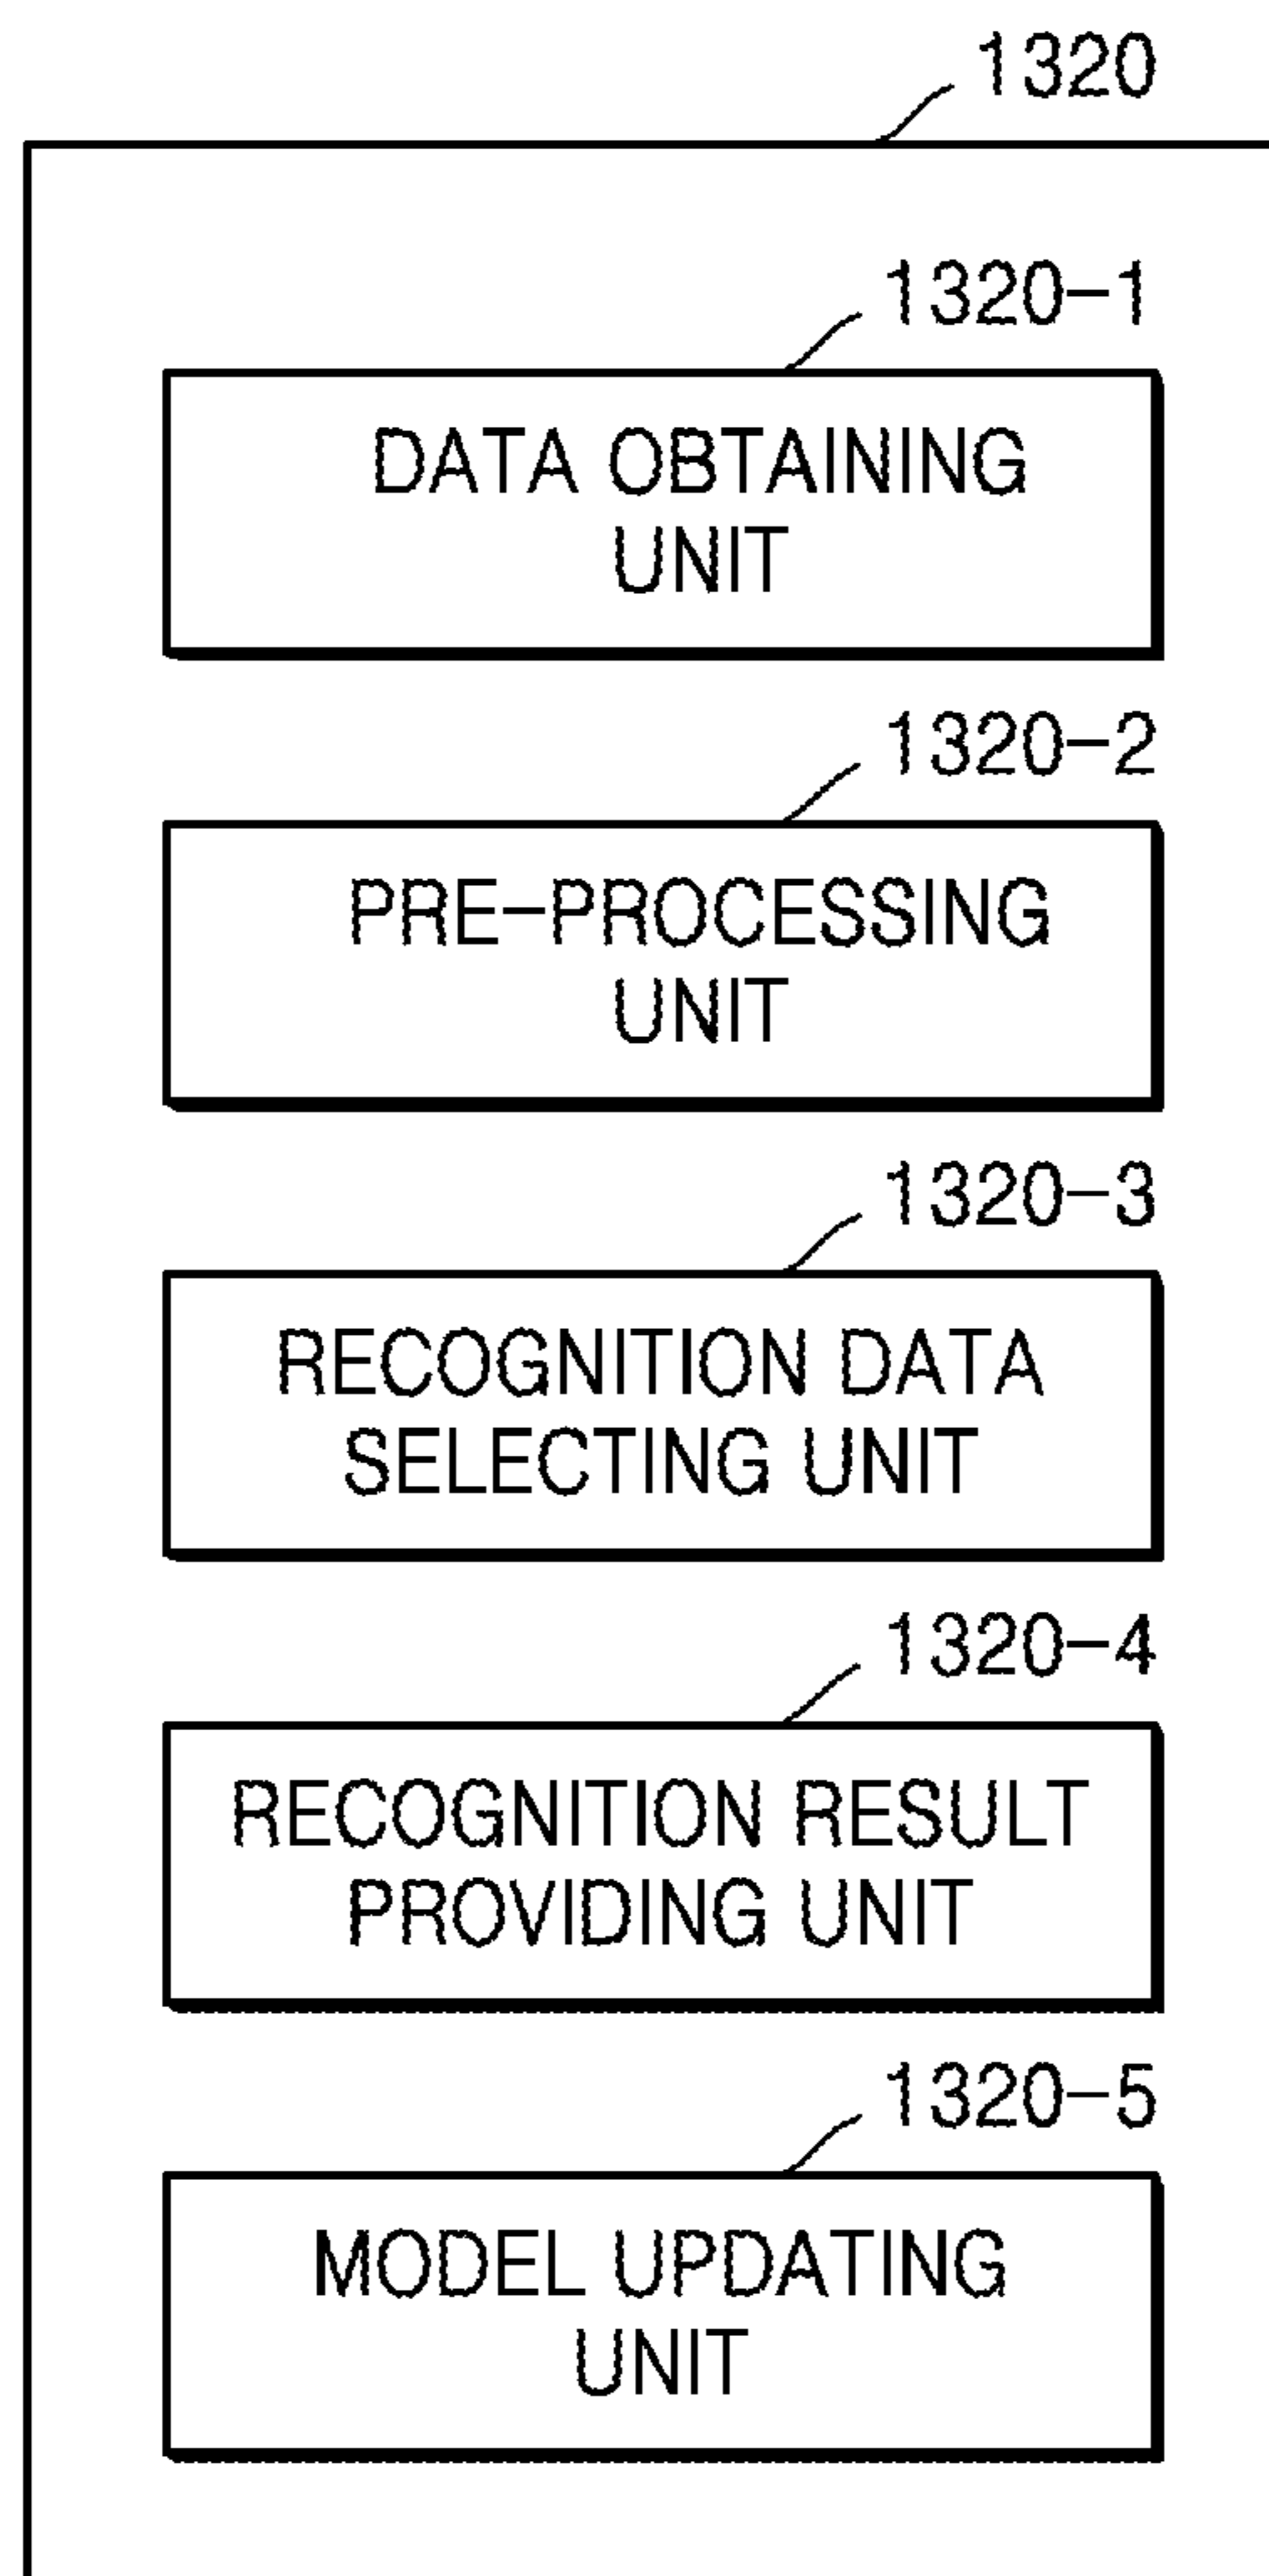 1320
1320-1
DATA OBTAINING
UNIT
1320-2
PRE-PROCESSING
UNIT
1320-3
RECOGNITION DATA
SELECTING UNIT
1320-4
RECOGNITION RESULT
PROVIDING UNIT
1320-5
MODEL UPDATING
UNIT